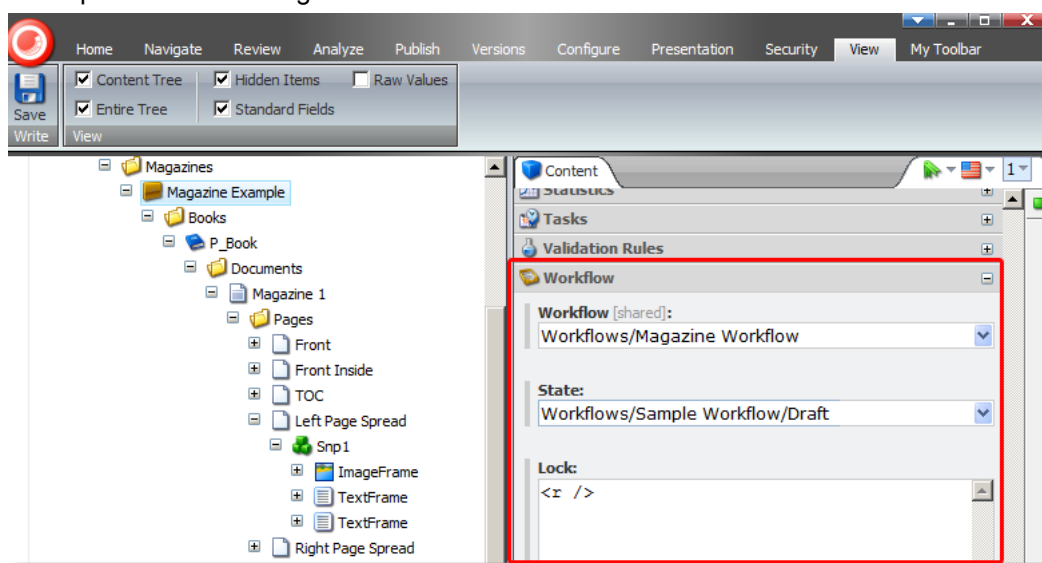 Home Navigate Review Analyze Publish Versions Configure Presentation Security View My Toolbar
Content Tree Hidden Items Raw Values
Entire Tree Standard Fields
Save
Write View
Magazines
Magazine Example
Books
P_Book
Documents
Magazine 1
Pages
Front
Front Inside
TOC
Left Page Spread
Snp1
ImageFrame
TextFrame
TextFrame
Right Page Spread
Content 1
Statistics
Tasks
Validation Rules
Workflow
Workflow [shared]:
Workflows/Magazine Workflow
State:
Workflows/Sample Workflow/Draft
Lock:
<r />